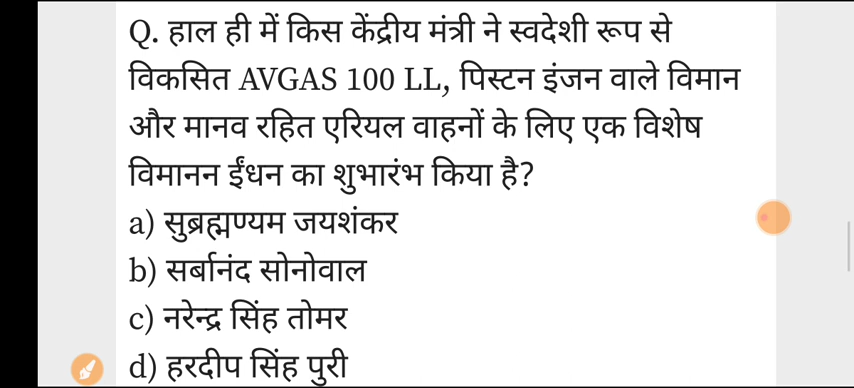 Q. हाल ही में किस केंद्रीय मंत्री ने स्वदेशी रूप से
विकसित AVGAS 100 LL, पिस्टन इंजन वाले विमान
और मानव रहित एरियल वाहनों के लिए एक विशेष
विमानन ईंधन का शुभारंभ किया है?
a) सुब्रह्मण्यम जयशंकर
b) सर्बानंद सोनोवाल
c) नरेन्द्र सिंह तोमर
d) हरदीप सिंह पुरी